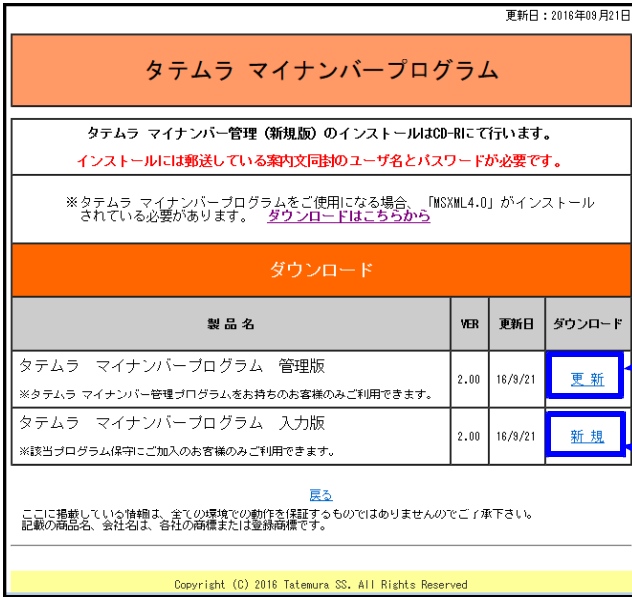 更新日：2016年09月21日
タテムラ マイナンバープログラム
タテムラ マイナンバー管理（新規版）のインストールはCD-RIにて行います。
インストールには郵送している案内文同封のユーザ名とパスワードが必要です。
※タテムラ マイナンバープログラムをご使用になる場合、「MSXML4.0」がインストール
されている必要があります。 ダウンロードはこちらから
ダウンロード
製品名 VER 更新日 ダウンロード
タテムラ　マイナンバープログラム　管理版
※タテムラ マイナンバー管理プログラムをお持ちのお客様のみご利用できます。
2.00 16/9/21 更 新
タテムラ　マイナンバープログラム　入力版
※該当プログラム保守にご加入のお客様のみご利用できます。
2.00 16/9/21 新 規
戻る
ここに掲載している情報は、全ての環境での動作を保証するものではありませんのでご了承下さい。
記載の商品名、会社名は、各社の商標または登録商標です。
Copyright (C) 2016 Tatemura SS. All Rights Reserved